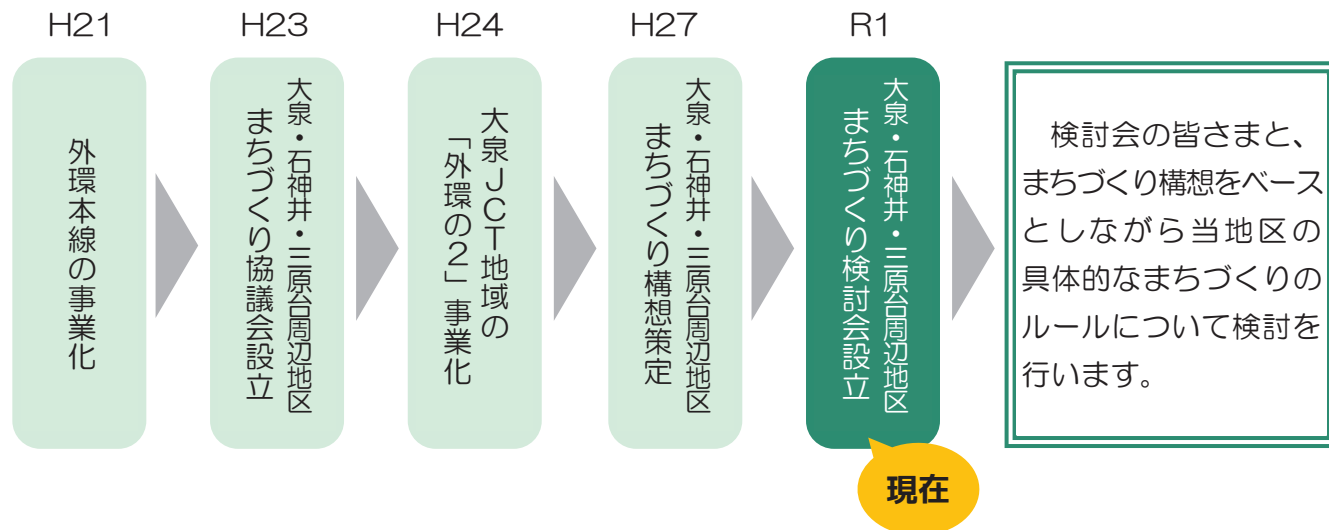 H21
外環本線の事業化
H23
大泉・石神井・三原台周辺地区
まちづくり協議会設立
H24
大泉JCT地域の
「外環の2」事業化
H27
大泉・石神井・三原台周辺地区
まちづくり構想策定
R1
大泉・石神井・三原台周辺地区
まちづくり検討会設立
現在
検討会の皆さまと、
まちづくり構想をベース
としながら当地区の
具体的なまちづくりの
ルールについて検討を
行います。